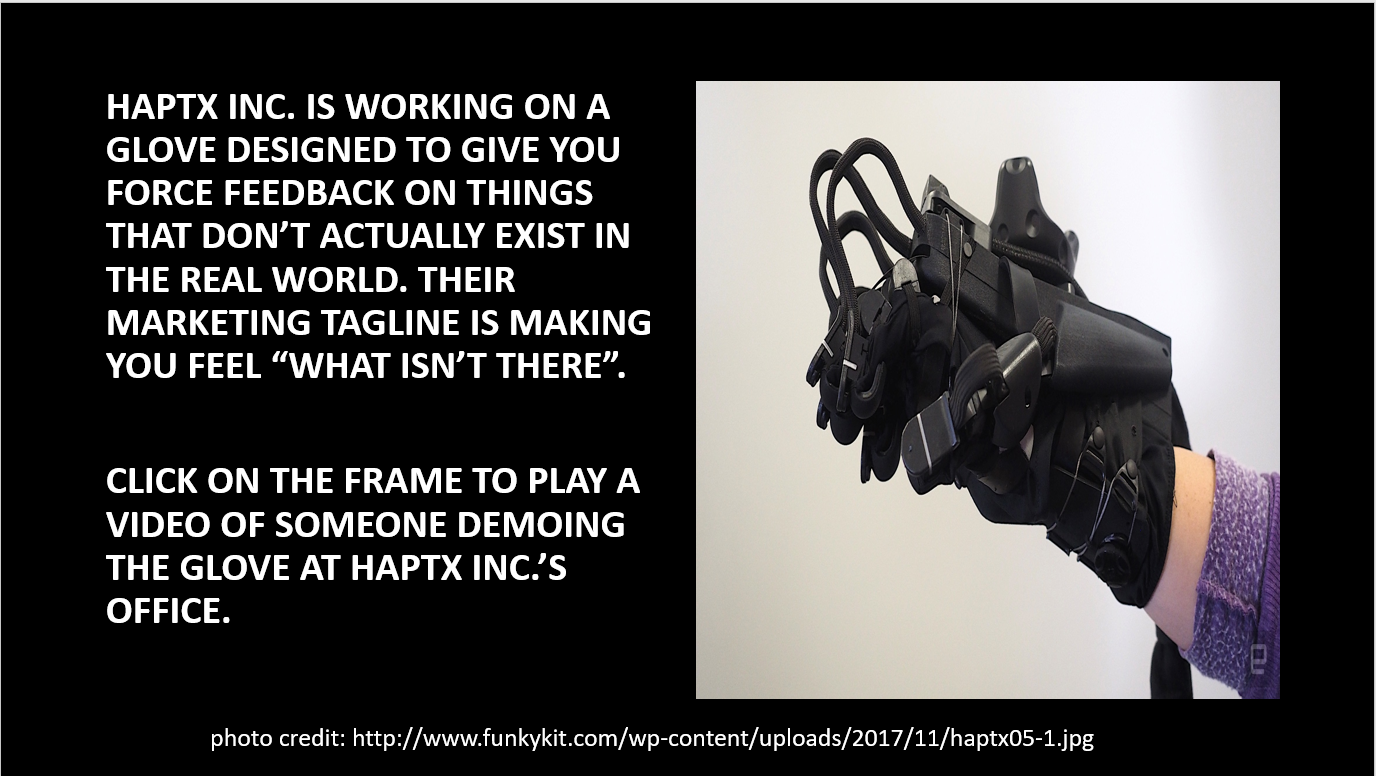 HAPTX INC. IS WORKING ON A
GLOVE DESIGNED TO GIVE YOU
FORCE FEEDBACK ON THINGS
THAT DON’T ACTUALLY EXIST IN
THE REAL WORLD. THEIR
MARKETING TAGLINE IS MAKING
YOU FEEL “WHAT ISN’T THERE”.
CLICK ON THE FRAME TO PLAY A
VIDEO OF SOMEONE DEMOING
THE GLOVE AT HAPTX INC.’S
OFFICE.
photo credit: http://www.funkykit.com/wp-content/uploads/2017/11/haptx05-1.jpg